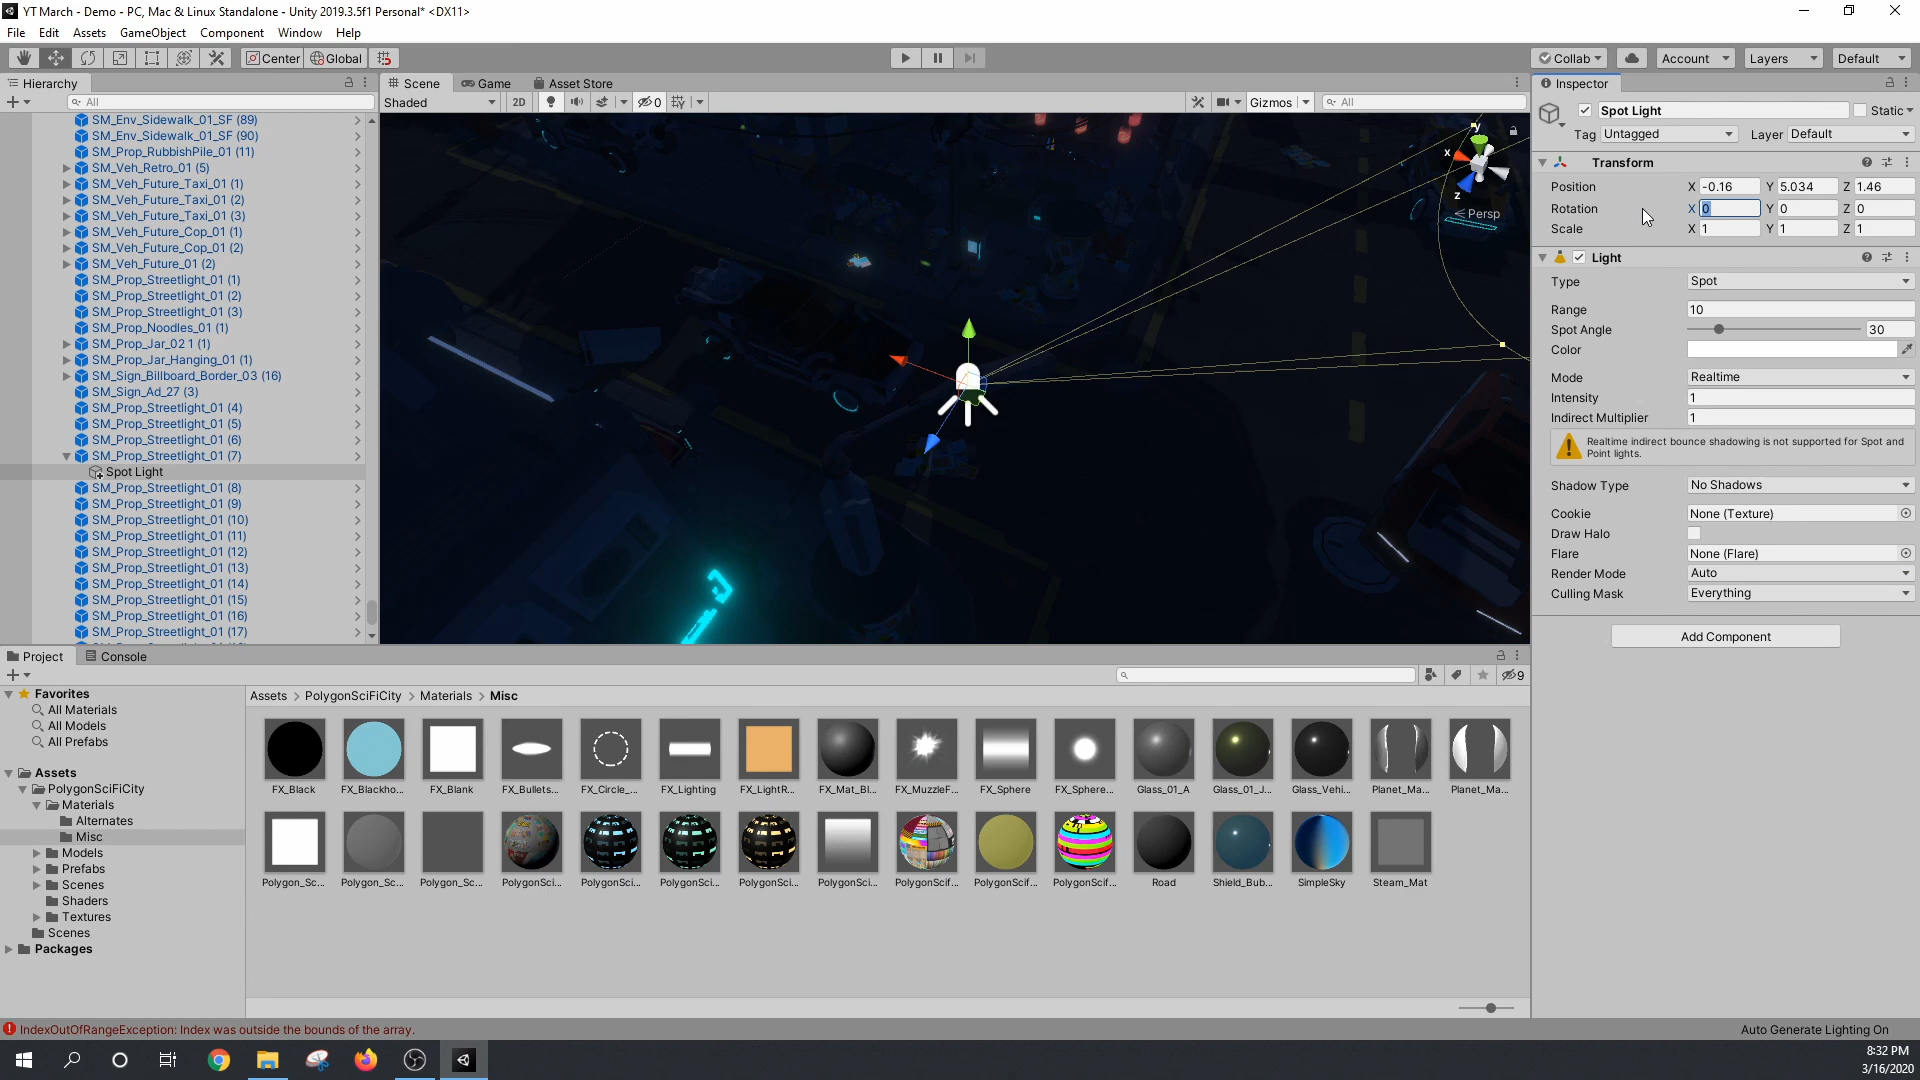 YT March - Demo - PC, Mac & Linux Standalone - Unity 2019.3.5f1 Personal* <DX11>
File Edit Assets GameObject Component Window Help
Center Global
Collab Account Layers Default
Hierarchy
All
SM_Env_Sidewalk_01_SF (89)
SM_Env_Sidewalk_01_SF (90)
SM_Prop_RubbishPile_01 (11)
SM_Veh_Retro_01 (5)
SM_Veh_Future_Taxi_01 (1)
SM_Veh_Future_Taxi_01 (2)
SM_Veh_Future_Taxi_01 (3)
SM_Veh_Future_Cop_01 (1)
SM_Veh_Future_Cop_01 (2)
SM_Veh_Future_01 (2)
SM_Prop_Streetlight_01 (1)
SM_Prop_Streetlight_01 (2)
SM_Prop_Streetlight_01 (3)
SM_Prop_Noodles_01 (1)
SM_Prop_Jar_02 1 (1)
SM_Prop_Jar_Hanging_01 (1)
SM_Sign_Billboard_Border_03 (16)
SM_Sign_Ad_27 (3)
SM_Prop_Streetlight_01 (4)
SM_Prop_Streetlight_01 (5)
SM_Prop_Streetlight_01 (6)
SM_Prop_Streetlight_01 (7)
Spot Light
SM_Prop_Streetlight_01 (8)
SM_Prop_Streetlight_01 (9)
SM_Prop_Streetlight_01 (10)
SM_Prop_Streetlight_01 (11)
SM_Prop_Streetlight_01 (12)
SM_Prop_Streetlight_01 (13)
SM_Prop_Streetlight_01 (14)
SM_Prop_Streetlight_01 (15)
SM_Prop_Streetlight_01 (16)
SM_Prop_Streetlight_01 (17)
Scene Game Asset Store
Shaded 2D 0 Gizmos All
y
x
z
Persp
Inspector
Spot Light Static
Tag Untagged Layer Default
Transform
Position X -0.16 Y 5.034 Z 1.46
Rotation X 0 Y 0 Z 0
Scale X 1 Y 1 Z 1
Light
Type Spot
Range 10
Spot Angle 30
Color
Mode Realtime
Intensity 1
Indirect Multiplier 1
Realtime indirect bounce shadowing is not supported for Spot and
Point lights.
Shadow Type No Shadows
Cookie None (Texture)
Draw Halo
Flare None (Flare)
Render Mode Auto
Culling Mask Everything
Add Component
Project Console
9
Favorites
All Materials
All Models
All Prefabs
Assets
PolygonSciFiCity
Materials
Alternates
Misc
Models
Prefabs
Scenes
Shaders
Textures
Scenes
Packages
Assets > PolygonSciFiCity > Materials > Misc
FX_Black FX_Blackho... FX_Blank FX_Bullets... FX_Circle_... FX_Lighting FX_LightR... FX_Mat_Bl... FX_MuzzleF... FX_Sphere FX_Sphere... Glass_01_A Glass_01_J... Glass_Vehi... Planet_Ma... Planet_Ma...
Polygon_Sc... Polygon_Sc... Polygon_Sc... PolygonSci... PolygonSci... PolygonSci... PolygonSci... PolygonSci... PolygonScif... PolygonScif... PolygonScif... Road Shield_Bub... SimpleSky Steam_Mat
IndexOutOfRangeException: Index was outside the bounds of the array.
Auto Generate Lighting On
8:32 PM
3/16/2020